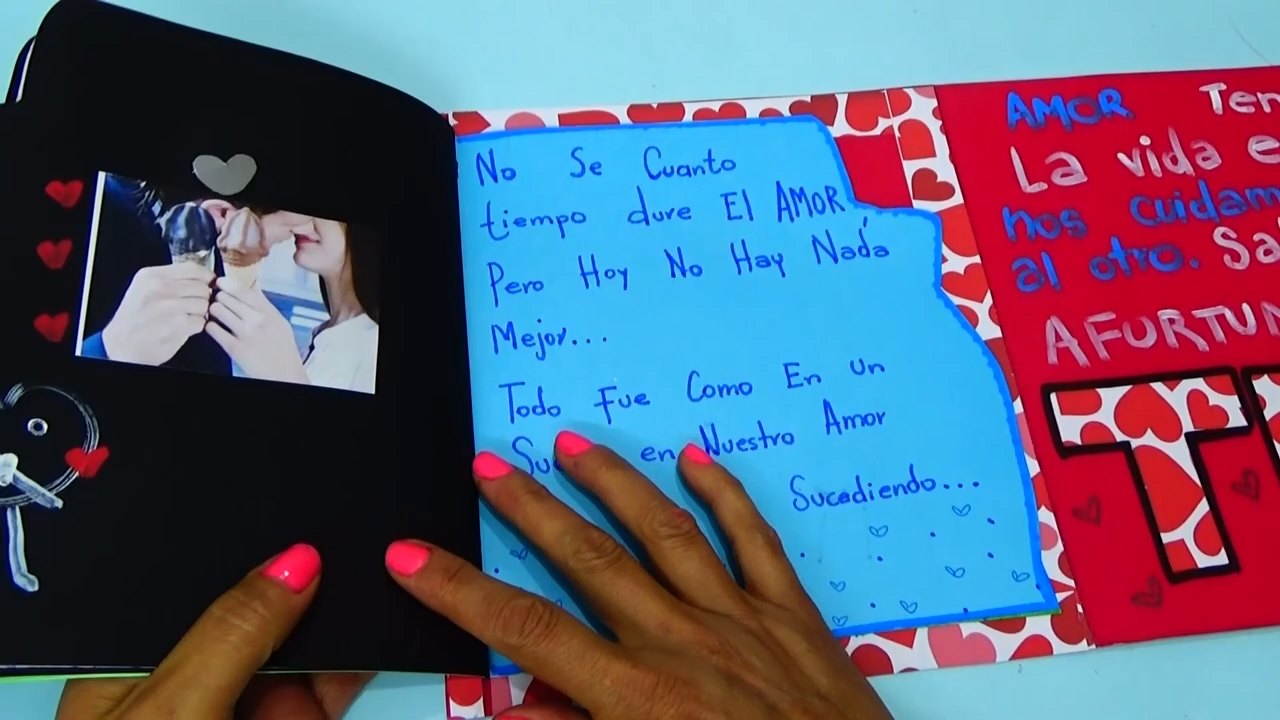 No Se Cuanto
tiempo dure El AMOR,
Pero Hoy No Hay Nada
Mejor...
Todo Fue Como En un
en Nuestro Amor
Sucediendo...
AMOR Ten
La vida e
nos cuidam
al otro. Sa
AFORTUN
T